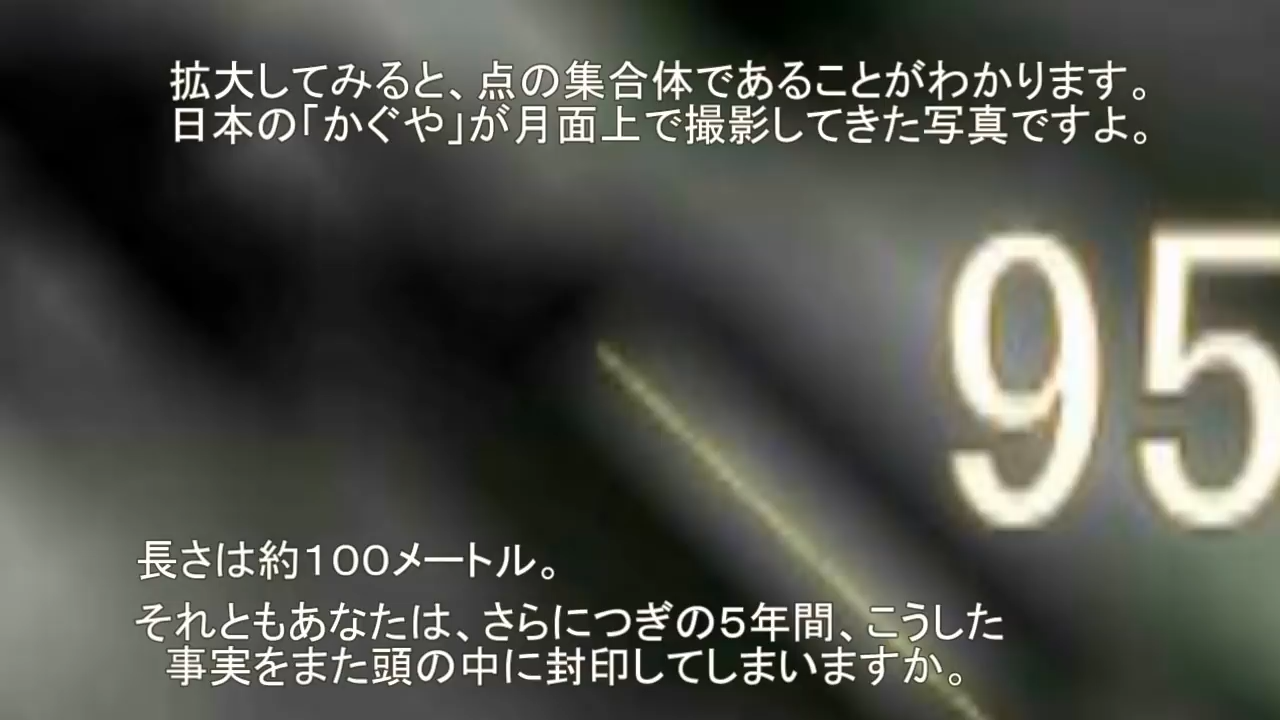 拡大してみると、点の集合体であることがわかります。
日本の「かぐや」が月面上で撮影してきた写真ですよ。
95
長さは約１００メートル。
それともあなたは、さらにつぎの５年間、こうした
事実をまた頭の中に封印してしまいますか。